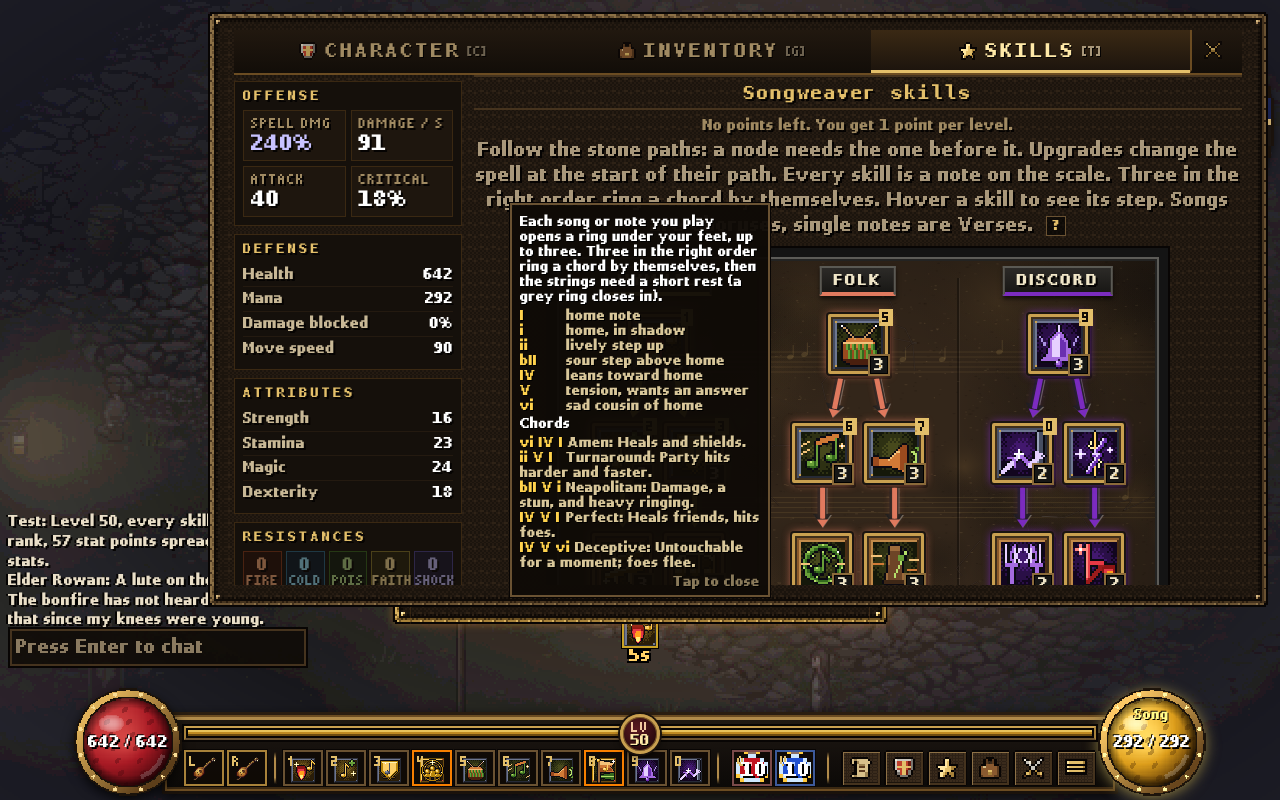 CHARACTER [C]
INVENTORY [G]
SKILLS [T]
OFFENSE
SPELL DMG
240%
DAMAGE / S
91
ATTACK
40
CRITICAL
18%
DEFENSE
Health 642
Mana 292
Damage blocked 0%
Move speed 90
ATTRIBUTES
Strength 16
Stamina 23
Magic 24
Dexterity 18
RESISTANCES
0 0 0 0 0
FIRE COLD POIS FAITH SHOCK
Songweaver skills
No points left. You get 1 point per level.
Follow the stone paths: a node needs the one before it. Upgrades change the
spell at the start of their path. Every skill is a note on the scale. Three in the
right order ring a chord by themselves. Hover a skill to see its step. Songs
s, single notes are Verses. ?
Each song or note you play
opens a ring under your feet, up
to three. Three in the right order
ring a chord by themselves, then
the strings need a short rest (a
grey ring closes in).
I home note
i home, in shadow
ii lively step up
bII sour step above home
IV leans toward home
V tension, wants an answer
vi sad cousin of home
Chords
vi IV I Amen: Heals and shields.
ii V I Turnaround: Party hits
harder and faster.
bII V i Neapolitan: Damage, a
stun, and heavy ringing.
IV V I Perfect: Heals friends, hits
foes.
IV V vi Deceptive: Untouchable
for a moment; foes flee.
Tap to close
FOLK
DISCORD
5
3
9
3
6
3
7
3
0
2
2
3
3
2
2
Test: Level 50, every skil
rank, 57 stat points sprea
stats.
Elder Rowan: A lute on the
The bonfire has not heard
that since my knees were young.
Press Enter to chat
5s
642 / 642
LV
50
Song
292 / 292
L R 1 2 3 4 5 6 7 8 9 0
10 10